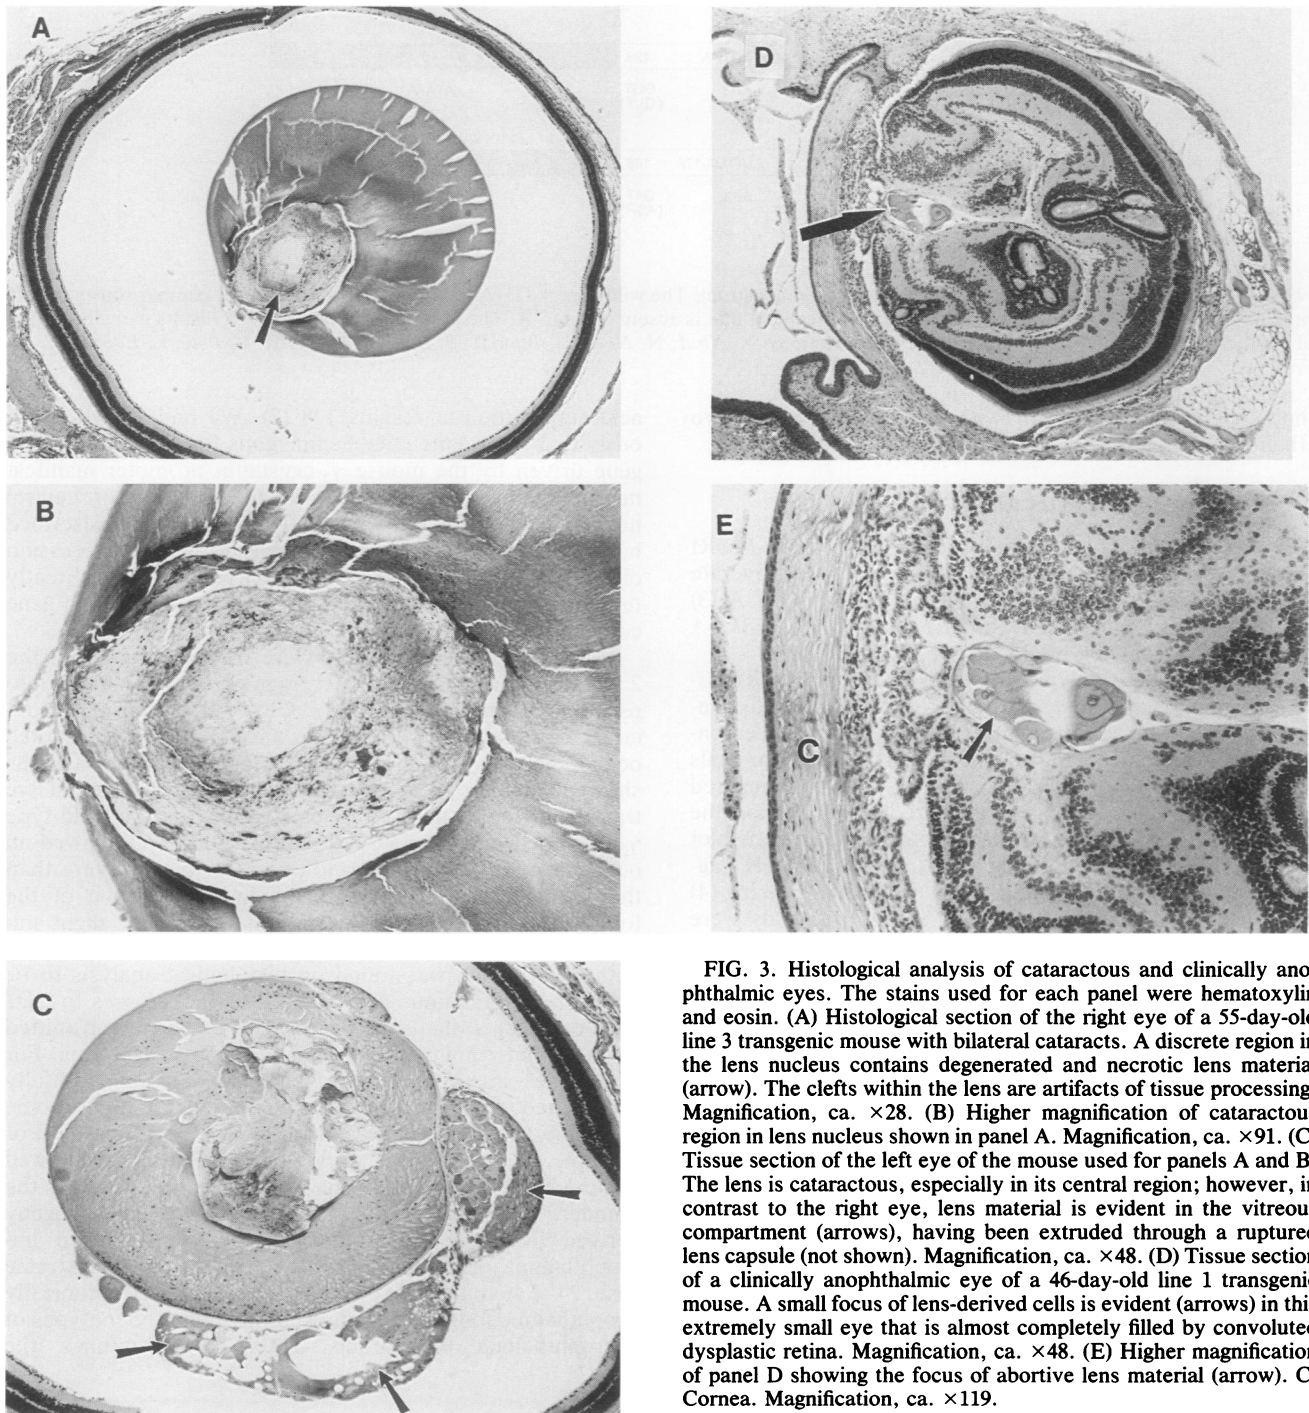 A
D
B
E
C
C
FIG. 3. Histological analysis of cataractous and clinically ano
phthalmic eyes. The stains used for each panel were hematoxylin
and eosin. (A) Histological section of the right eye of a 55-day-old
line 3 transgenic mouse with bilateral cataracts. A discrete region in
the lens nucleus contains degenerated and necrotic lens materia
(arrow). The clefts within the lens are artifacts of tissue processing
Magnification, ca. ×28. (B) Higher magnification of cataractou
region in lens nucleus shown in panel A. Magnification, ca. ×91. (C
Tissue section of the left eye of the mouse used for panels A and B
The lens is cataractous, especially in its central region; however, in
contrast to the right eye, lens material is evident in the vitreou
compartment (arrows), having been extruded through a ruptured
lens capsule (not shown). Magnification, ca. ×48. (D) Tissue section
of a clinically anophthalmic eye of a 46-day-old line 1 transgeni
mouse. A small focus of lens-derived cells is evident (arrows) in thi
extremely small eye that is almost completely filled by convolute
dysplastic retina. Magnification, ca. ×48. (E) Higher magnification
of panel D showing the focus of abortive lens material (arrow). C
Cornea. Magnification, ca. ×119.